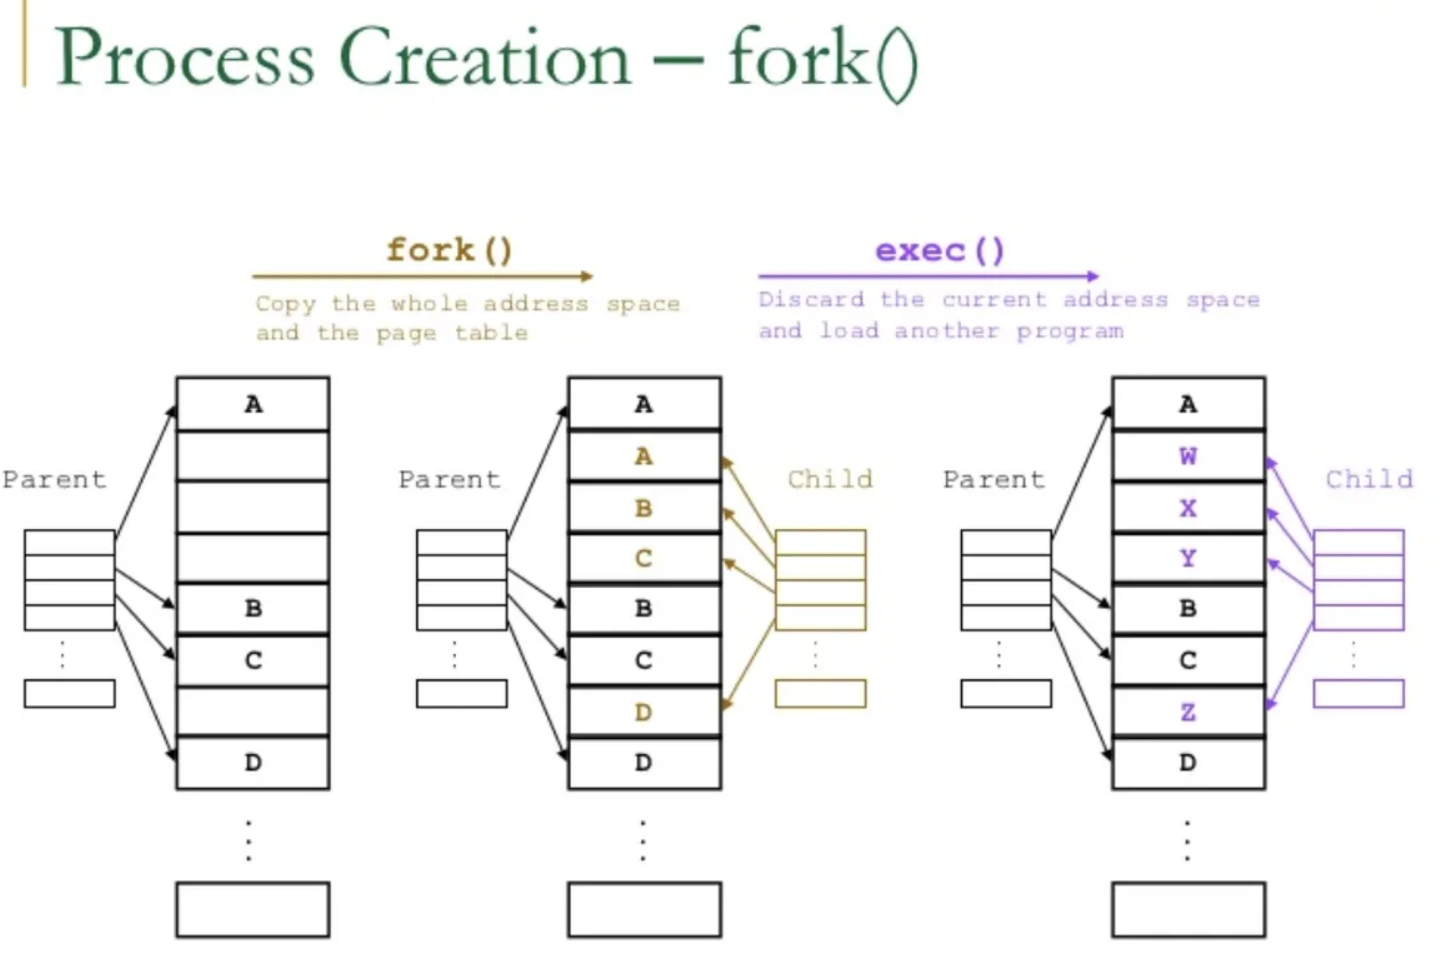 Process Creation – fork()
fork()
Copy the whole address space
and the page table
exec()
Discard the current address space
and load another program
Parent
A
B
C
D
Parent
A
A
B
C
B
C
D
D
Child
Parent
A
W
X
Y
B
C
Z
D
Child